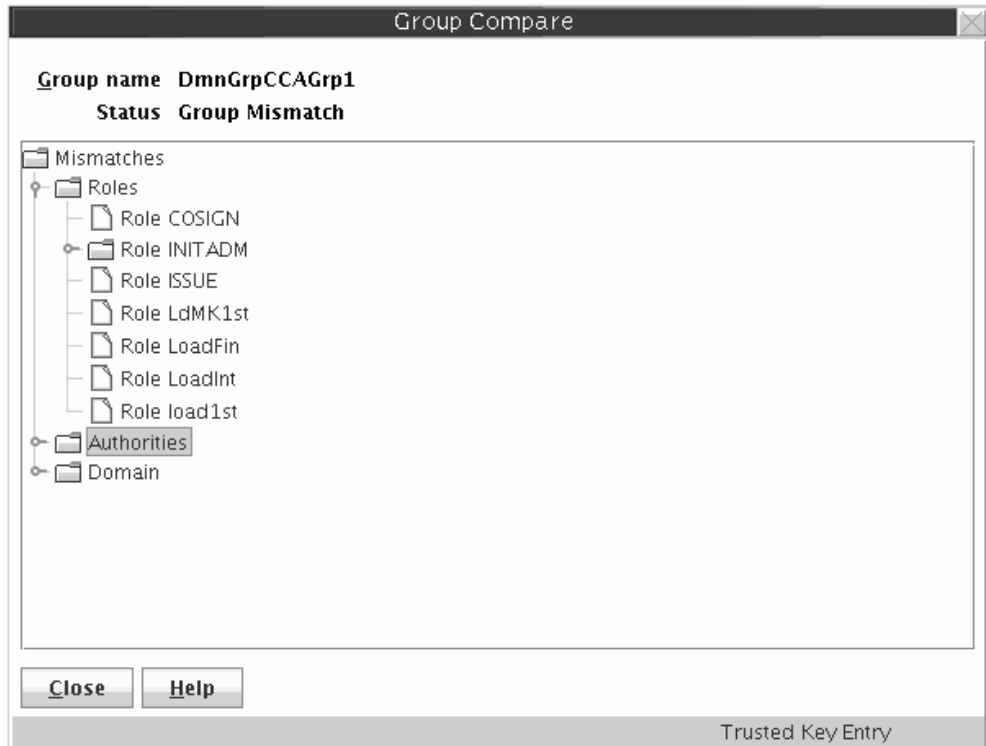 Group Compare
Group name DmnGrpCCAGrp1
Status Group Mismatch
Mismatches
Roles
Role COSIGN
Role INITADM
Role ISSUE
Role LdMK1st
Role LoadFin
Role LoadInt
Role load1st
Authorities
Domain
Close Help
Trusted Key Entry